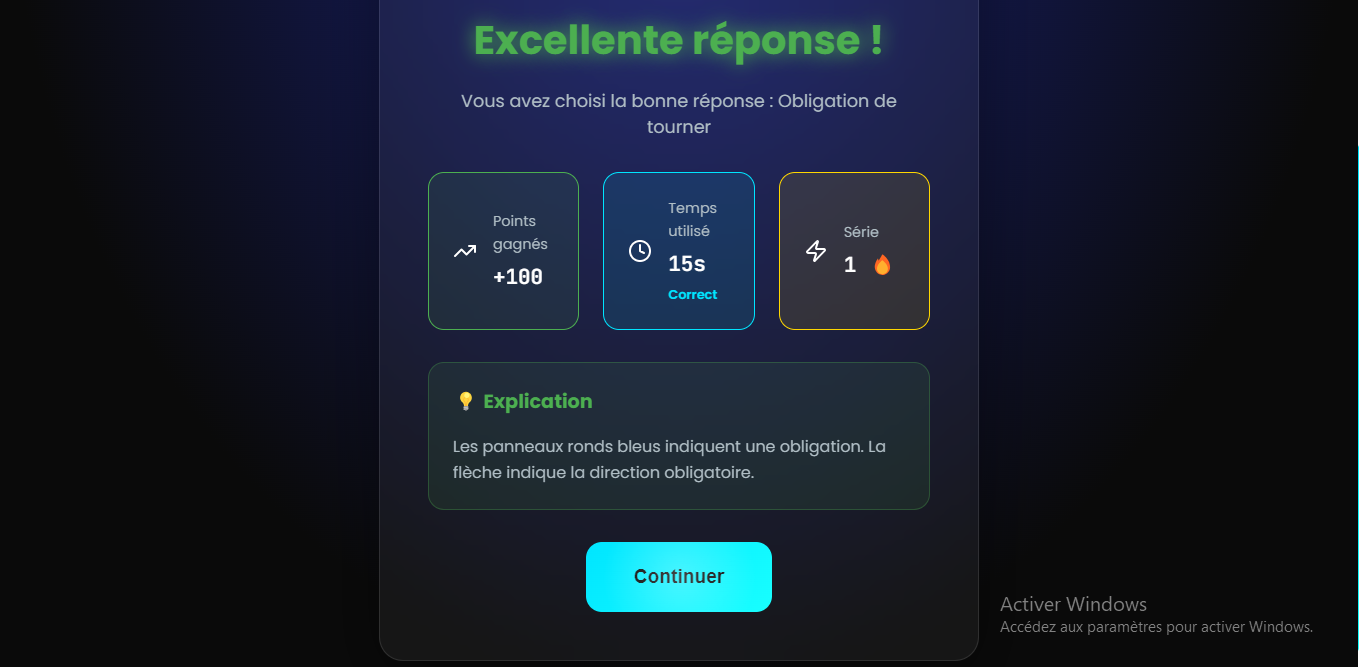 Excellente réponse !
Vous avez choisi la bonne réponse : Obligation de
tourner
Points
gagnés
+100
Temps
utilisé
15s
Correct
Série
1
Explication
Les panneaux ronds bleus indiquent une obligation. La
flèche indique la direction obligatoire.
Continuer
Activer Windows
Accédez aux paramètres pour activer Windows.